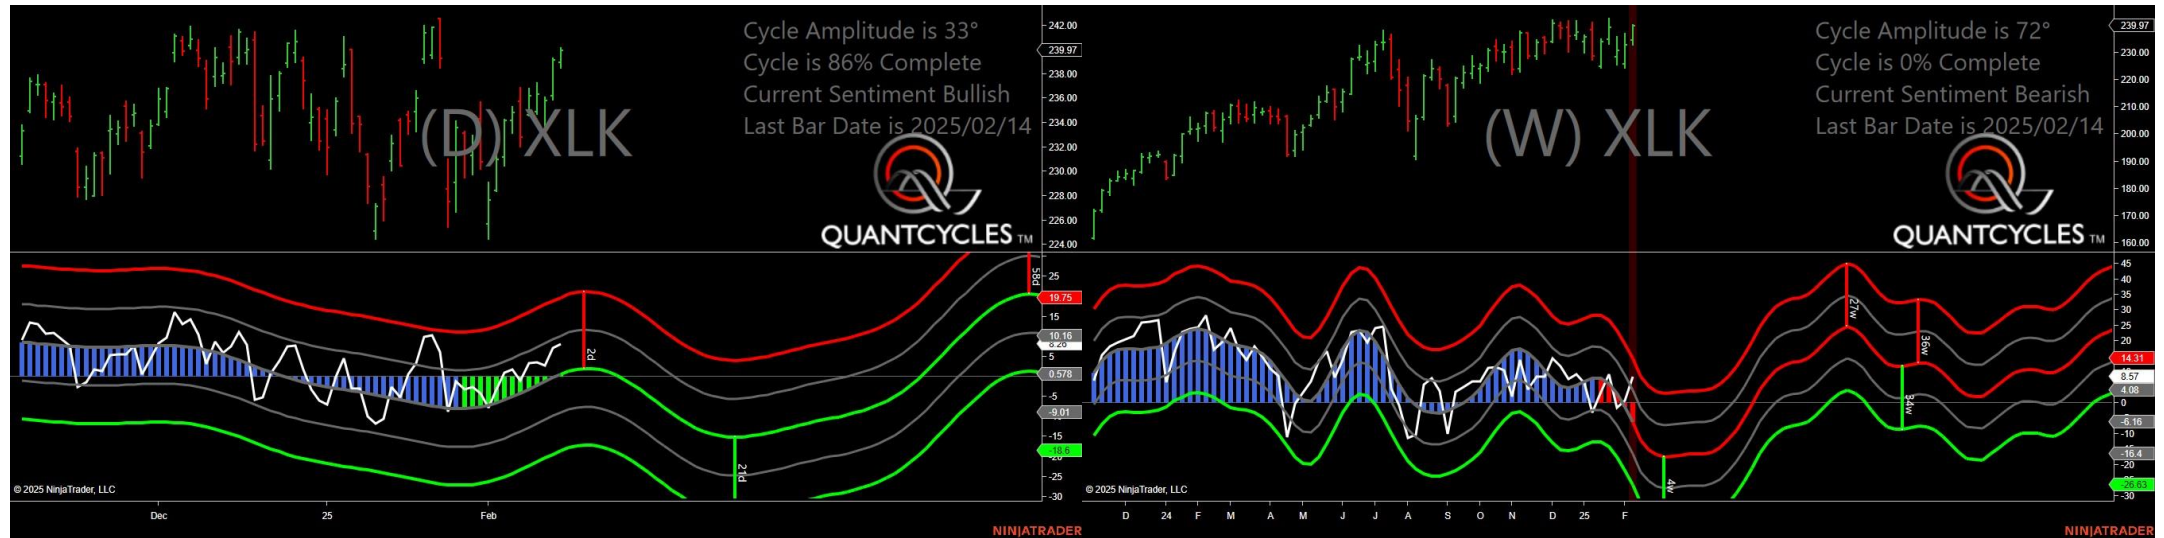 Cycle Amplitude is 33°
Cycle is 86% Complete
Current Sentiment Bullish
Last Bar Date is 2025/02/14
(D) XLK
QUANTCYCLES TM
242.00
239.97
238.00
236.00
234.00
232.00
230.00
228.00
226.00
224.00
58d
25
19.75
15
10.16
8.26
5
0.578
-5
-9.01
-15
-18.6
-25
-30
2d
21d
© 2025 NinjaTrader, LLC
Dec
25
Feb
NINJATRADER
Cycle Amplitude is 72°
Cycle is 0% Complete
Current Sentiment Bearish
Last Bar Date is 2025/02/14
(W) XLK
QUANTCYCLES TM
239.97
230.00
220.00
210.00
200.00
190.00
180.00
170.00
160.00
45
40
35
30
25
20
14.31
8.57
4.08
0
-6.16
-10
-16.4
-20
-26.63
-30
27w
36w
34w
4w
© 2025 NinjaTrader, LLC
D 24 F M A M J J A S O N D 25 F
NINJATRADER